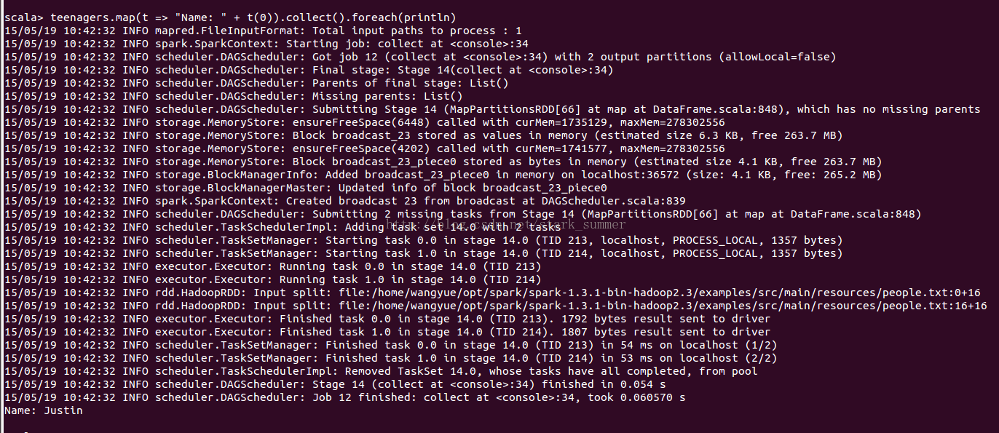 scala> teenagers.map(t => "Name: " + t(0)).collect().foreach(println)
15/05/19 10:42:32 INFO mapred.FileInputFormat: Total input paths to process : 1
15/05/19 10:42:32 INFO spark.SparkContext: Starting job: collect at <console>:34
15/05/19 10:42:32 INFO scheduler.DAGScheduler: Got job 12 (collect at <console>:34) with 2 output partitions (allowLocal=false)
15/05/19 10:42:32 INFO scheduler.DAGScheduler: Final stage: Stage 14(collect at <console>:34)
15/05/19 10:42:32 INFO scheduler.DAGScheduler: Parents of final stage: List()
15/05/19 10:42:32 INFO scheduler.DAGScheduler: Missing parents: List()
15/05/19 10:42:32 INFO scheduler.DAGScheduler: Submitting Stage 14 (MapPartitionsRDD[66] at map at DataFrame.scala:848), which has no missing parents
15/05/19 10:42:32 INFO storage.MemoryStore: ensureFreeSpace(6448) called with curMem=1735129, maxMem=278302556
15/05/19 10:42:32 INFO storage.MemoryStore: Block broadcast_23 stored as values in memory (estimated size 6.3 KB, free 263.7 MB)
15/05/19 10:42:32 INFO storage.MemoryStore: ensureFreeSpace(4202) called with curMem=1741577, maxMem=278302556
15/05/19 10:42:32 INFO storage.MemoryStore: Block broadcast_23_piece0 stored as bytes in memory (estimated size 4.1 KB, free 263.7 MB)
15/05/19 10:42:32 INFO storage.BlockManagerInfo: Added broadcast_23_piece0 in memory on localhost:36572 (size: 4.1 KB, free: 265.2 MB)
15/05/19 10:42:32 INFO storage.BlockManagerMaster: Updated info of block broadcast_23_piece0
15/05/19 10:42:32 INFO spark.SparkContext: Created broadcast 23 from broadcast at DAGScheduler.scala:839
15/05/19 10:42:32 INFO scheduler.DAGScheduler: Submitting 2 missing tasks from Stage 14 (MapPartitionsRDD[66] at map at DataFrame.scala:848)
15/05/19 10:42:32 INFO scheduler.TaskSchedulerImpl: Adding task set 14.0 with 2 tasks
http://blog.csdn.net/spark_summer
15/05/19 10:42:32 INFO scheduler.TaskSetManager: Starting task 0.0 in stage 14.0 (TID 213, localhost, PROCESS_LOCAL, 1357 bytes)
15/05/19 10:42:32 INFO scheduler.TaskSetManager: Starting task 1.0 in stage 14.0 (TID 214, localhost, PROCESS_LOCAL, 1357 bytes)
15/05/19 10:42:32 INFO executor.Executor: Running task 0.0 in stage 14.0 (TID 213)
15/05/19 10:42:32 INFO executor.Executor: Running task 1.0 in stage 14.0 (TID 214)
15/05/19 10:42:32 INFO rdd.HadoopRDD: Input split: file:/home/wangyue/opt/spark/spark-1.3.1-bin-hadoop2.3/examples/src/main/resources/people.txt:0+16
15/05/19 10:42:32 INFO rdd.HadoopRDD: Input split: file:/home/wangyue/opt/spark/spark-1.3.1-bin-hadoop2.3/examples/src/main/resources/people.txt:16+16
15/05/19 10:42:32 INFO executor.Executor: Finished task 0.0 in stage 14.0 (TID 213). 1792 bytes result sent to driver
15/05/19 10:42:32 INFO executor.Executor: Finished task 1.0 in stage 14.0 (TID 214). 1807 bytes result sent to driver
15/05/19 10:42:32 INFO scheduler.TaskSetManager: Finished task 0.0 in stage 14.0 (TID 213) in 54 ms on localhost (1/2)
15/05/19 10:42:32 INFO scheduler.TaskSetManager: Finished task 1.0 in stage 14.0 (TID 214) in 53 ms on localhost (2/2)
15/05/19 10:42:32 INFO scheduler.TaskSchedulerImpl: Removed TaskSet 14.0, whose tasks have all completed, from pool
15/05/19 10:42:32 INFO scheduler.DAGScheduler: Stage 14 (collect at <console>:34) finished in 0.054 s
15/05/19 10:42:32 INFO scheduler.DAGScheduler: Job 12 finished: collect at <console>:34, took 0.060570 s
Name: Justin